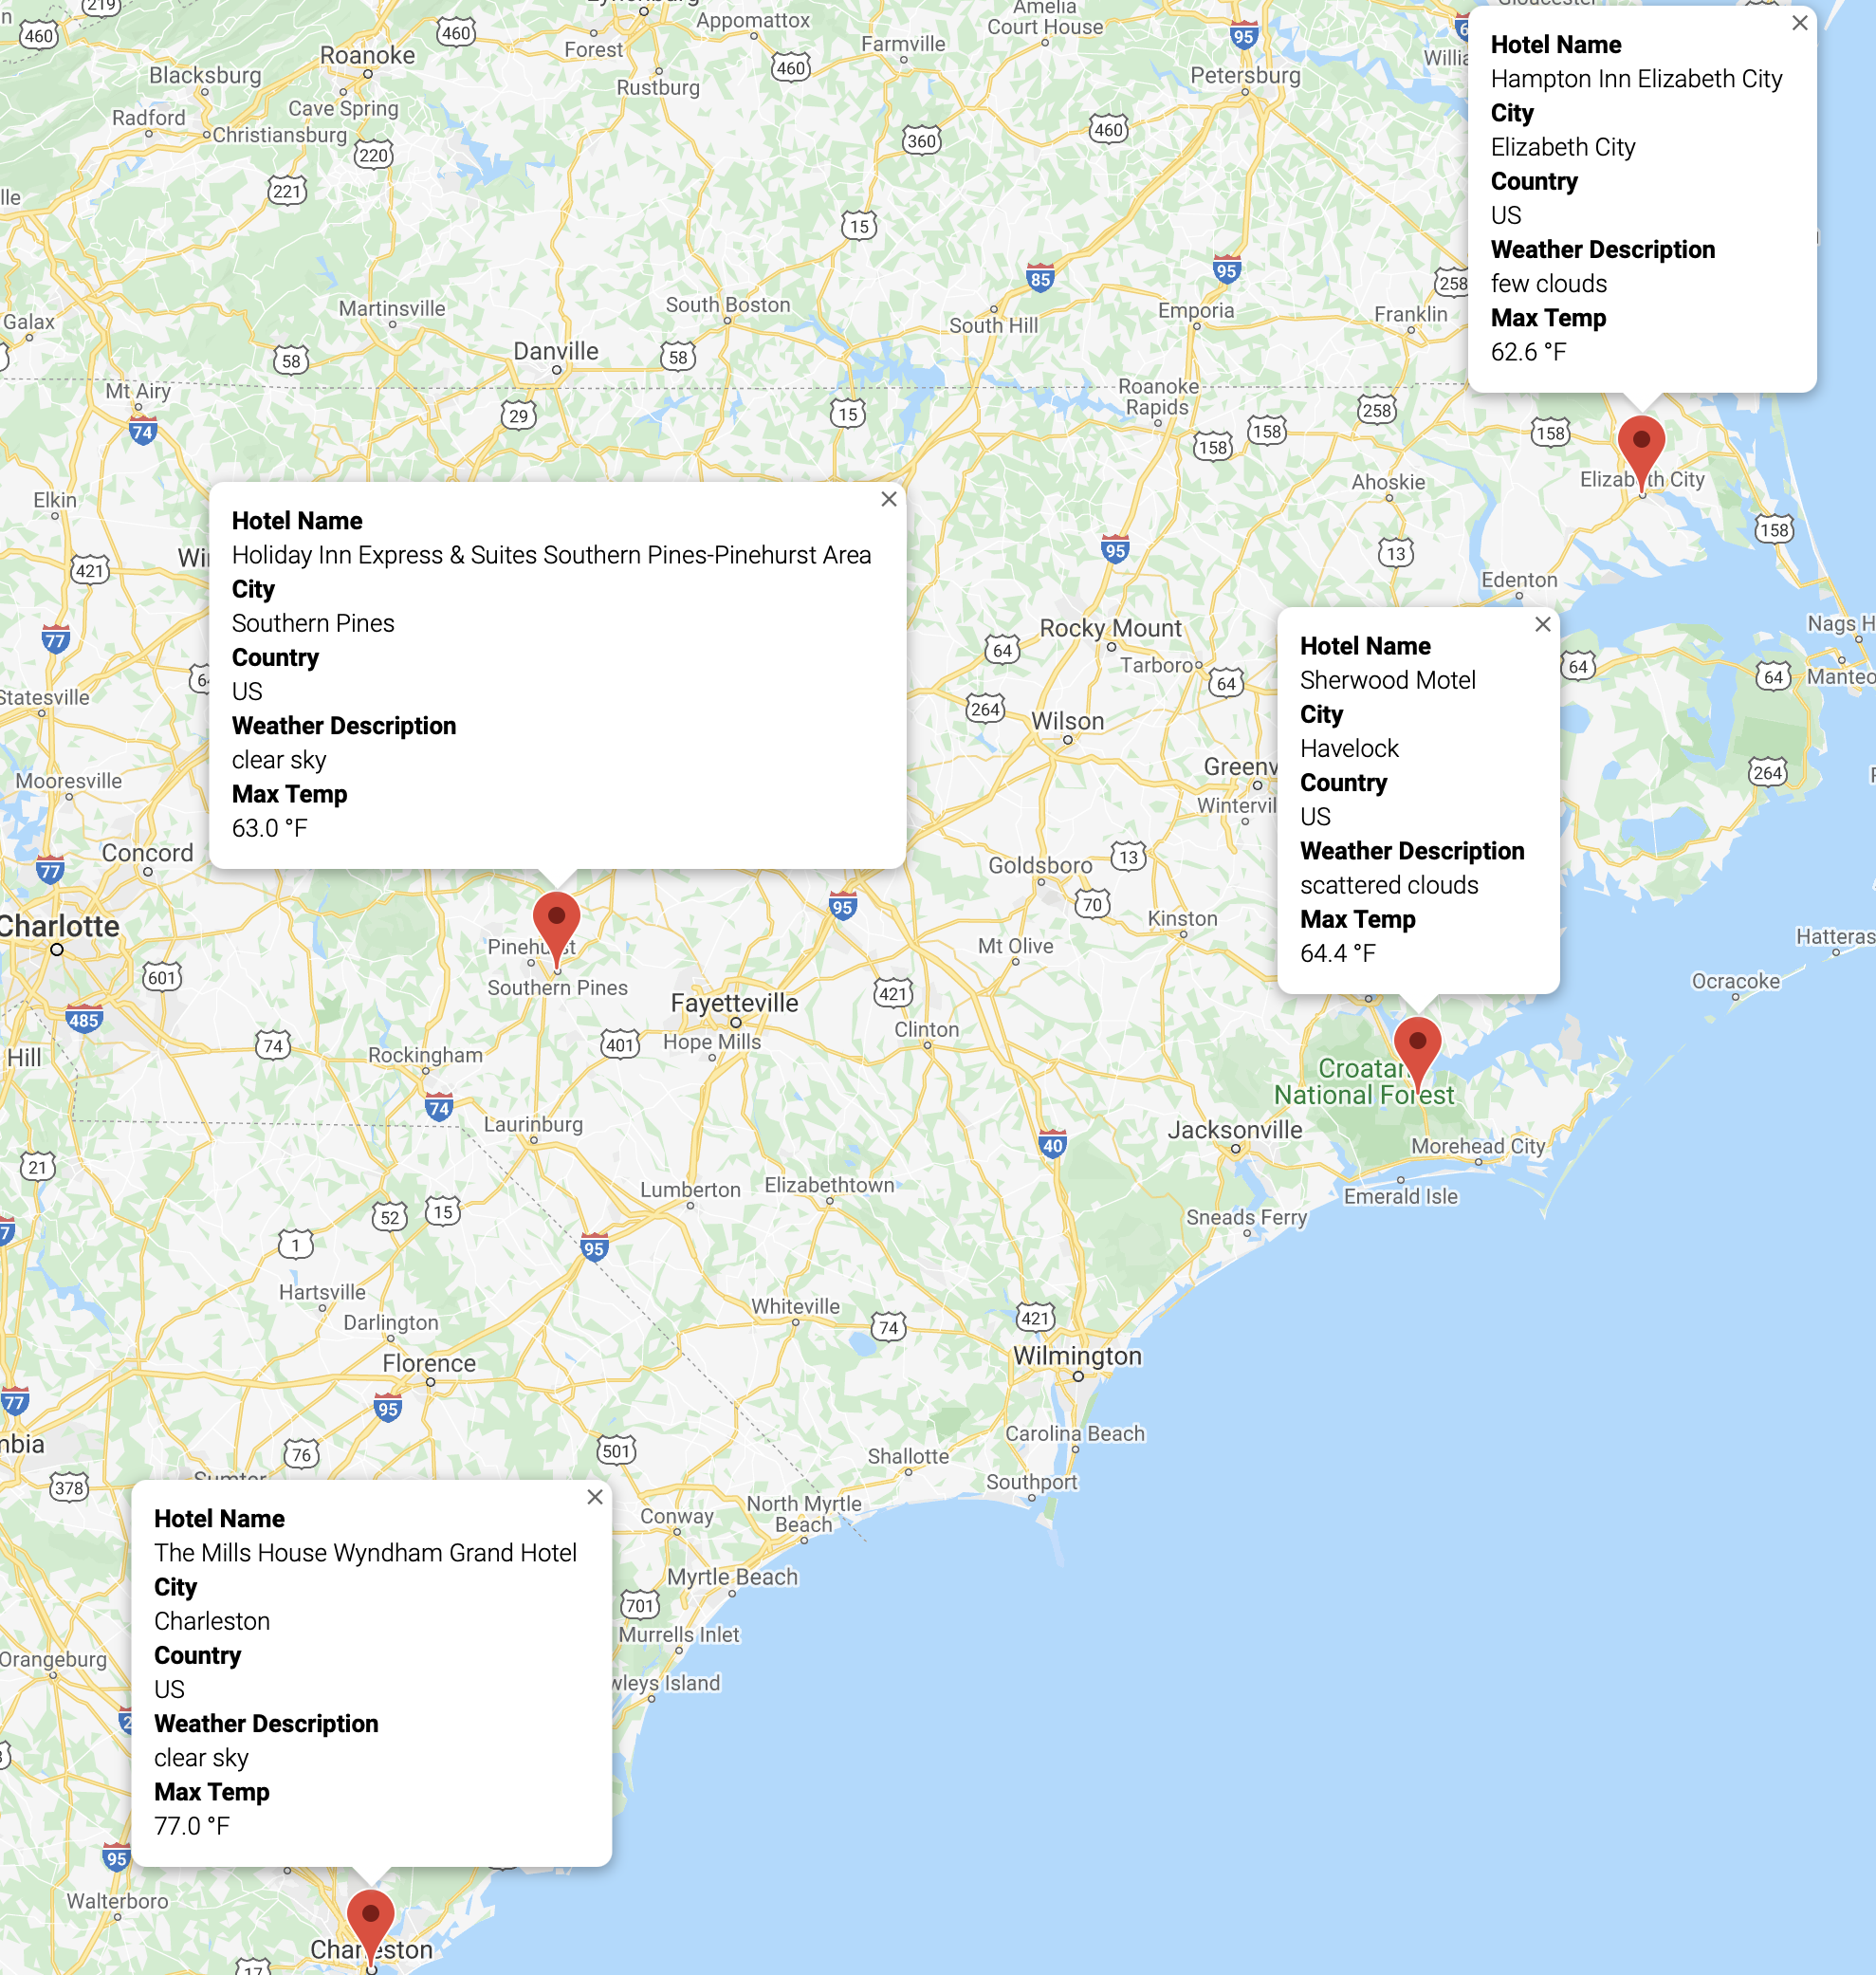 219
460
Roanoke
Blacksburg
Cave Spring
Radford
Christiansburg
220
221
460
Forest
Appomattox
Rustburg
460
Farmville
Amelia
Court House
95
Petersburg
360
460
15
85
95
258
Galax
Martinsville
South Boston
South Hill
Emporia
Franklin
58
Danville
58
Mt Airy
74
29
15
Roanoke
Rapids
258
158
158
158
Hotel Name
Hampton Inn Elizabeth City
City
Elizabeth City
Country
US
Weather Description
few clouds
Max Temp
62.6 °F
Elizabeth City
Ahoskie
Elkin
421
95
13
158
Edenton
77
Hotel Name
Holiday Inn Express & Suites Southern Pines-Pinehurst Area
City
Southern Pines
Country
US
Weather Description
clear sky
Max Temp
63.0 °F
Rocky Mount
64
Tarboro
64
264
Wilson
Hotel Name
Sherwood Motel
City
Havelock
Country
US
Weather Description
scattered clouds
Max Temp
64.4 °F
Nags H
64
64
Manteo
264
Statesville
Mooresville
Greenv
Wintervil
77
Concord
Goldsboro
13
70
Kinston
95
Charlotte
Pinehurst
Southern Pines
Mt Olive
Hatteras
Ocracoke
601
485
Fayetteville
421
Clinton
Hope Mills
401
74
Hill
Rockingham
74
Croatan
National Forest
Laurinburg
40
Jacksonville
Morehead City
Emerald Isle
21
Lumberton
Elizabethtown
Sneads Ferry
52
15
1
95
Hartsville
Whiteville
74
421
Darlington
Florence
Wilmington
77
95
Carolina Beach
mbia
76
501
Shallotte
Southport
378
Sumter
Conway
North Myrtle
Beach
Hotel Name
The Mills House Wyndham Grand Hotel
City
Charleston
Country
US
Weather Description
clear sky
Max Temp
77.0 °F
Myrtle Beach
701
Murrells Inlet
wleys Island
Orangeburg
95
Walterboro
Charleston
17